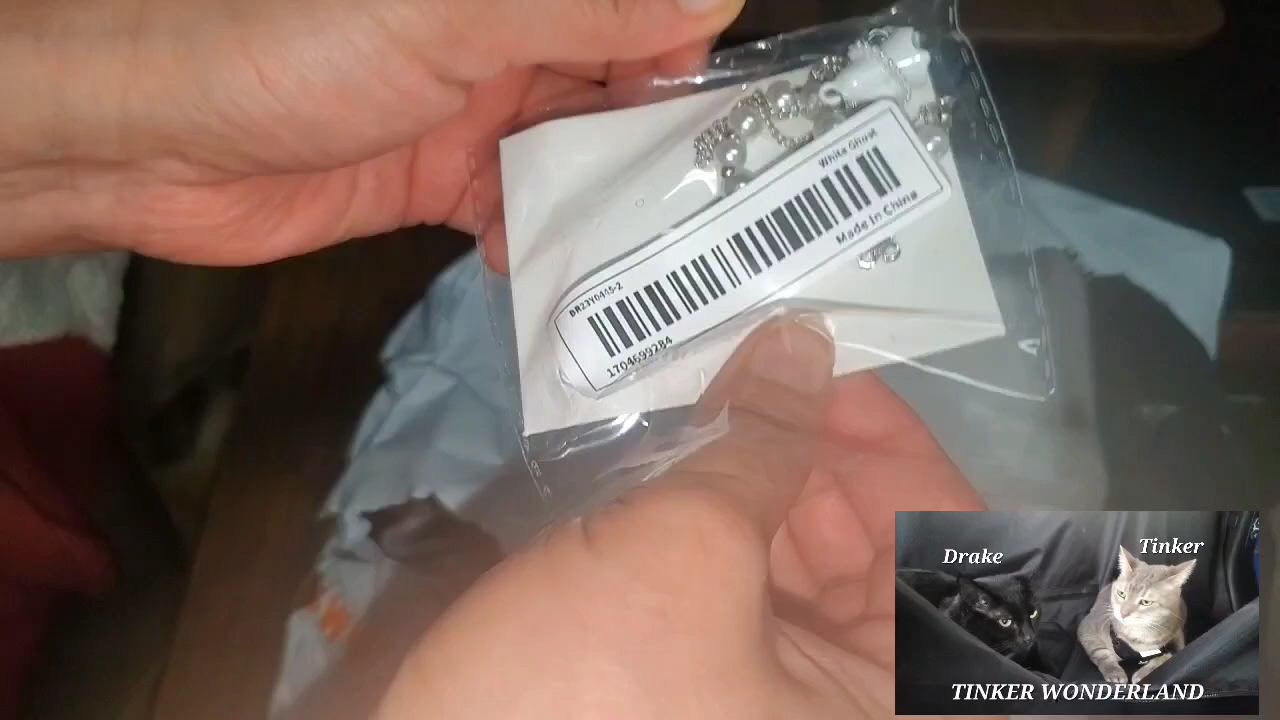 White Ghost
Made In China
BR23Y0445-2
1704699284
Drake
Tinker
TINKER WONDERLAND